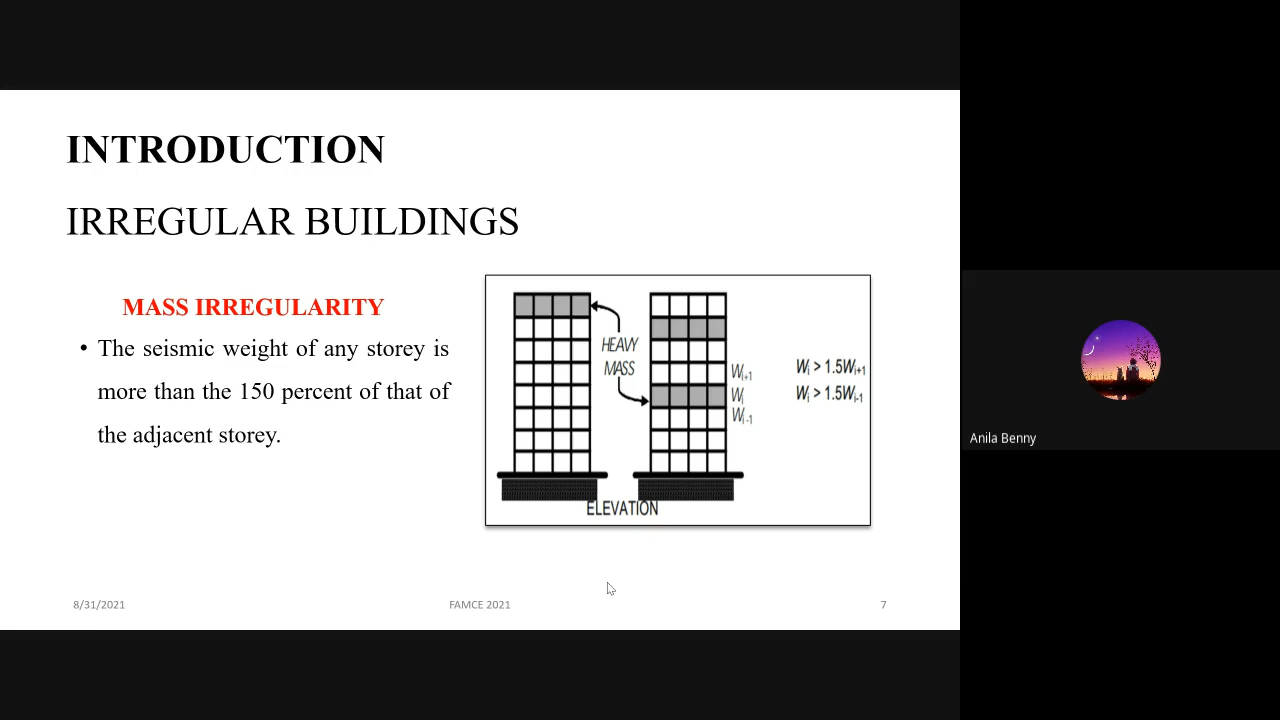 INTRODUCTION
IRREGULAR BUILDINGS
MASS IRREGULARITY
• The seismic weight of any storey is
more than the 150 percent of that of
the adjacent storey.
HEAVY
MASS
Wi+1
Wi
Wi-1
Wi > 1.5Wi+1
Wi > 1.5Wi-1
ELEVATION
8/31/2021
FAMCE 2021
7
Anila Benny